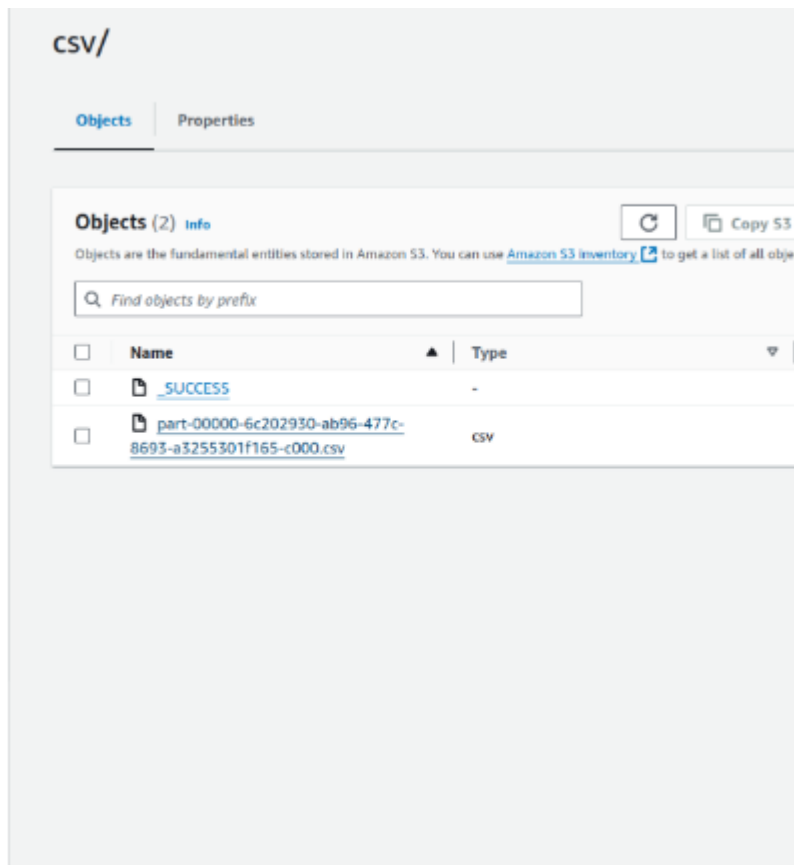 csv/
Objects Properties
Objects (2) Info
Copy S3
Objects are the fundamental entities stored in Amazon S3. You can use Amazon S3 inventory to get a list of all obje
Find objects by prefix
Name Type
_SUCCESS -
part-00000-6c202930-ab96-477c-
8693-a3255301f165-c000.csv
csv